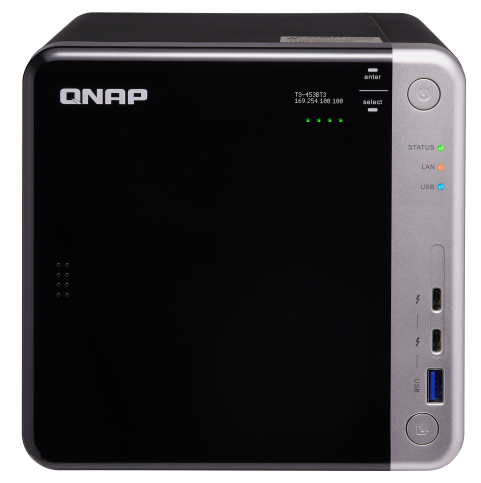 enter
QNAP
TS-453BT3
169.254.100.100
select
STATUS
LAN
USB
USB